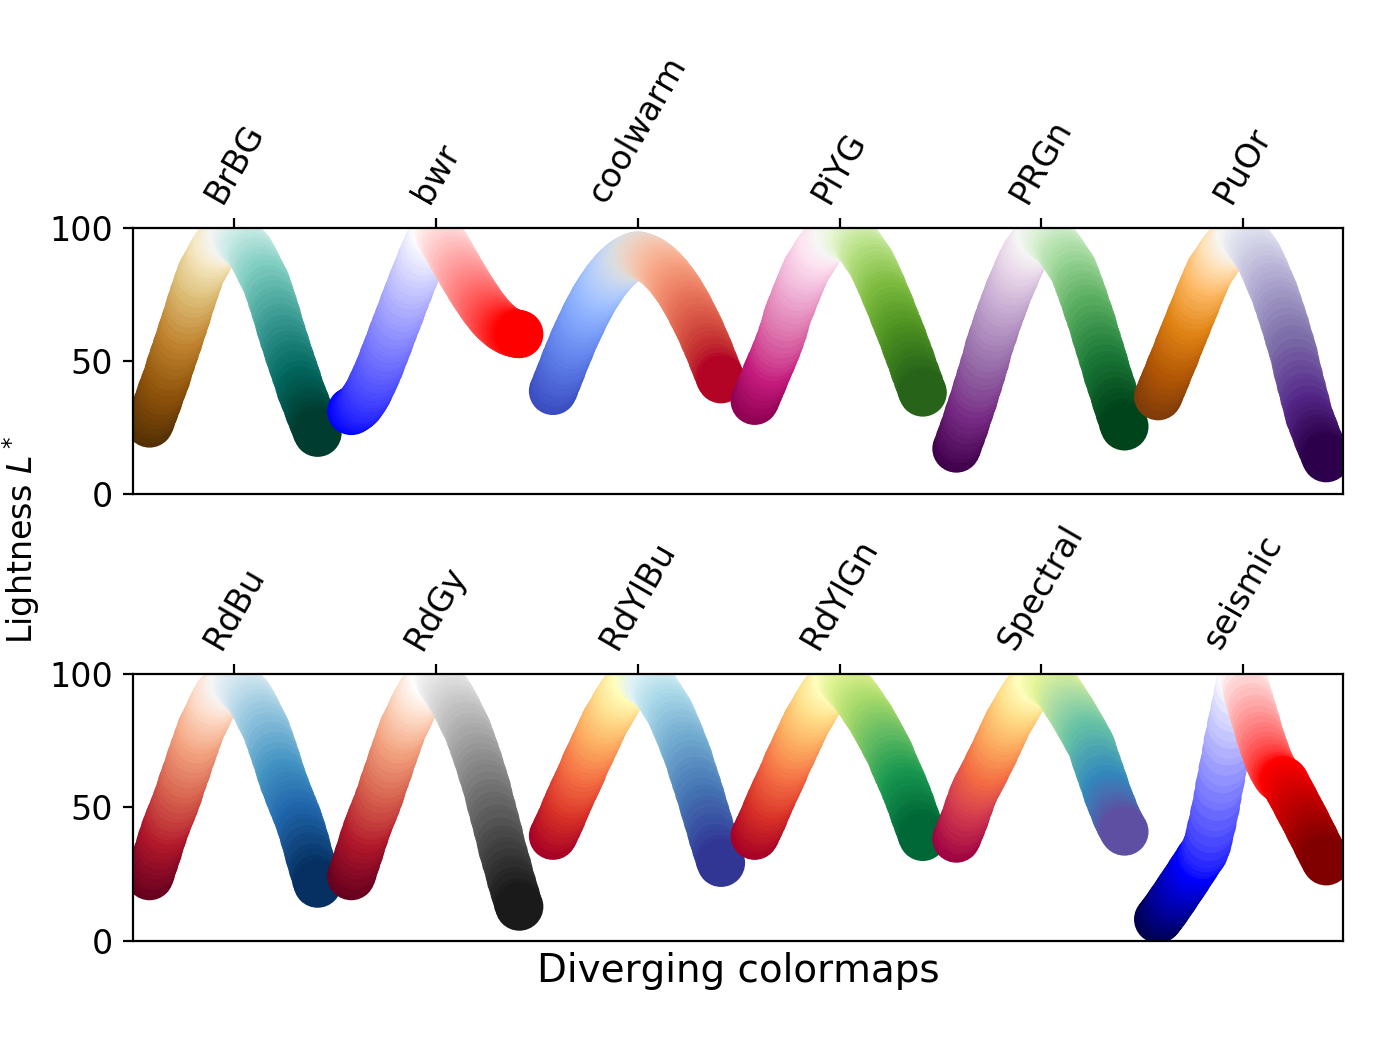 BrBG bwr coolwarm PiYG PRGn PuOr
100
50
0
Lightness L*
RdBu RdGy RdYlBu RdYlGn Spectral seismic
100
50
0
Diverging colormaps